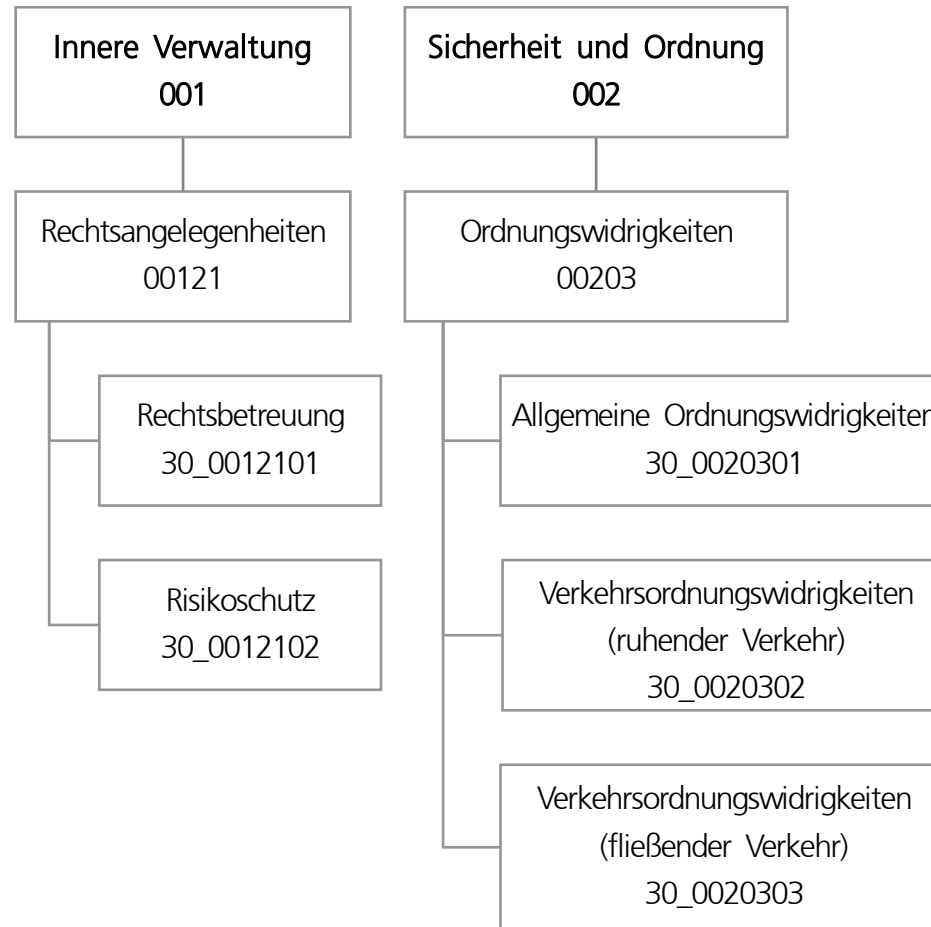 Innere Verwaltung
001
Rechtsangelegenheiten
00121
Rechtsbetreuung
30_0012101
Risikoschutz
30_0012102
Sicherheit und Ordnung
002
Ordnungswidrigkeiten
00203
Allgemeine Ordnungswidrigkeiten
30_0020301
Verkehrsordnungswidrigkeiten
(ruhender Verkehr)
30_0020302
Verkehrsordnungswidrigkeiten
(fließender Verkehr)
30_0020303